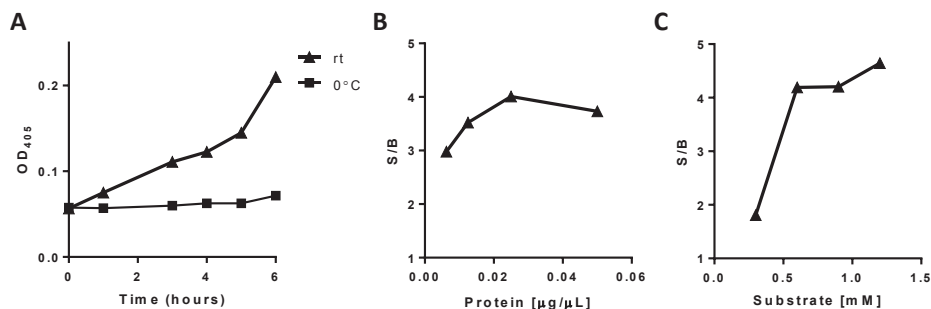 A
OD405
0.2
0.1
0.0
0 2 4 6
Time (hours)
rt
0°C
B
S/B
5
4
3
2
1
0.00 0.02 0.04 0.06
Protein [µg/µL]
C
S/B
5
4
3
2
1
0.0 0.5 1.0 1.5
Substrate [mM]